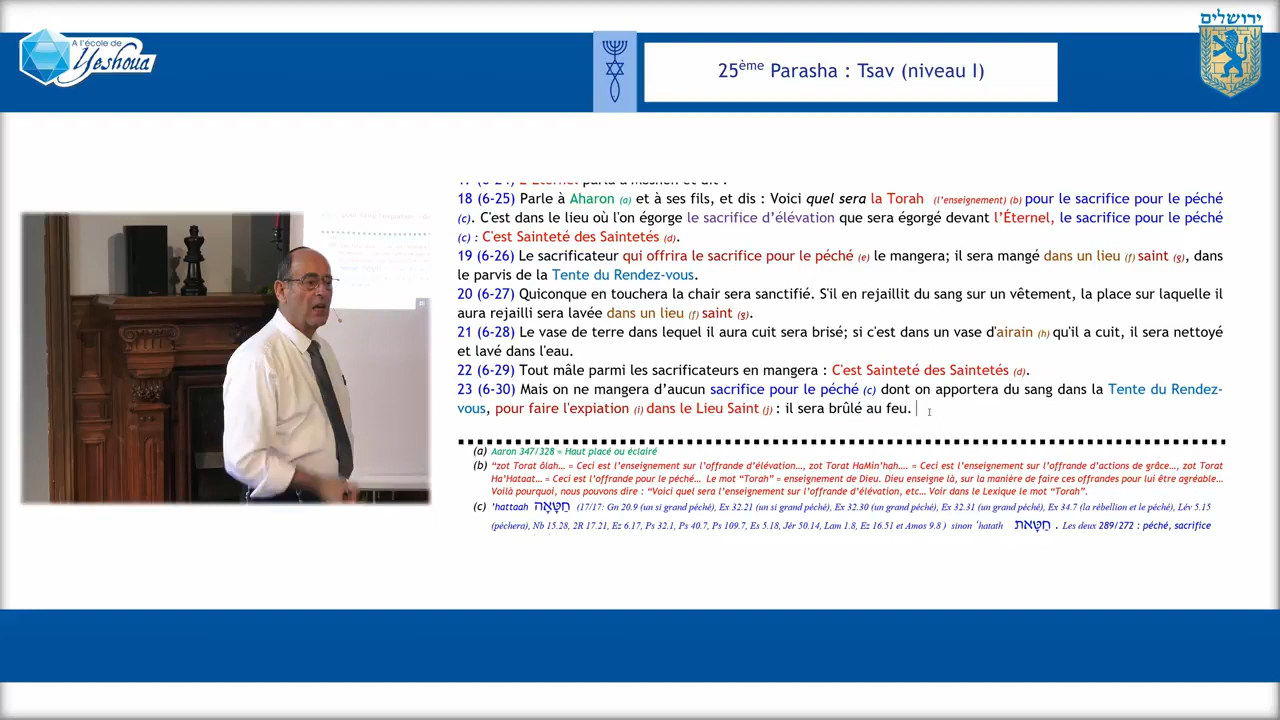 A l'école de
Yeshoua
25ème Parasha : Tsav (niveau I)
ירושלים
17 (6-24) L'Éternel parla à Moshéh et dit :
18 (6-25) Parle à Aharon (a) et à ses fils, et dis : Voici quel sera la Torah (l'enseignement) (b) pour le sacrifice pour le péché
(c). C'est dans le lieu où l'on égorge le sacrifice d'élévation que sera égorgé devant l'Éternel, le sacrifice pour le péché
(c) : C'est Sainteté des Saintetés (d).
19 (6-26) Le sacrificateur qui offrira le sacrifice pour le péché (e) le mangera; il sera mangé dans un lieu (f) saint (g), dans
le parvis de la Tente du Rendez-vous.
20 (6-27) Quiconque en touchera la chair sera sanctifié. S'il en rejaillit du sang sur un vêtement, la place sur laquelle il
aura rejailli sera lavée dans un lieu (f) saint (g).
21 (6-28) Le vase de terre dans lequel il aura cuit sera brisé; si c'est dans un vase d'airain (h) qu'il a cuit, il sera nettoyé
et lavé dans l'eau.
22 (6-29) Tout mâle parmi les sacrificateurs en mangera : C'est Sainteté des Saintetés (d).
23 (6-30) Mais on ne mangera d'aucun sacrifice pour le péché (c) dont on apportera du sang dans la Tente du Rendez-
vous, pour faire l'expiation (i) dans le Lieu Saint (j) : il sera brûlé au feu.
(a) Aaron 347/328 = Haut placé ou éclairé
(b) "zot Torat ôlah… = Ceci est l'enseignement sur l'offrande d'élévation…, zot Torat HaMin'hah…. = Ceci est l'enseignement sur l'offrande d'actions de grâce…, zot Torat
Ha'Hataat… = Ceci est l'offrande pour le péché… Le mot "Torah" = enseignement de Dieu. Dieu enseigne là, sur la manière de faire ces offrandes pour lui être agréable…
Voilà pourquoi, nous pouvons dire : "Voici quel sera l'enseignement sur l'offrande d'élévation, etc… Voir dans le Lexique le mot "Torah".
(c) 'hattaah חַטָּאָה (17/17: Gn 20.9 (un si grand péché), Ex 32.21 (un si grand péché), Ex 32.30 (un grand péché), Ex 32.31 (un grand péché), Ex 34.7 (la rébellion et le péché), Lév 5.15
(péchera), Nb 15.28, 2R 17.21, Ez 6.17, Ps 32.1, Ps 40.7, Ps 109.7, Es 5.18, Jér 50.14, Lam 1.8, Ez 16.51 et Amos 9.8 ) sinon 'hatath חַטָּאת . Les deux 289/272 : péché, sacrifice